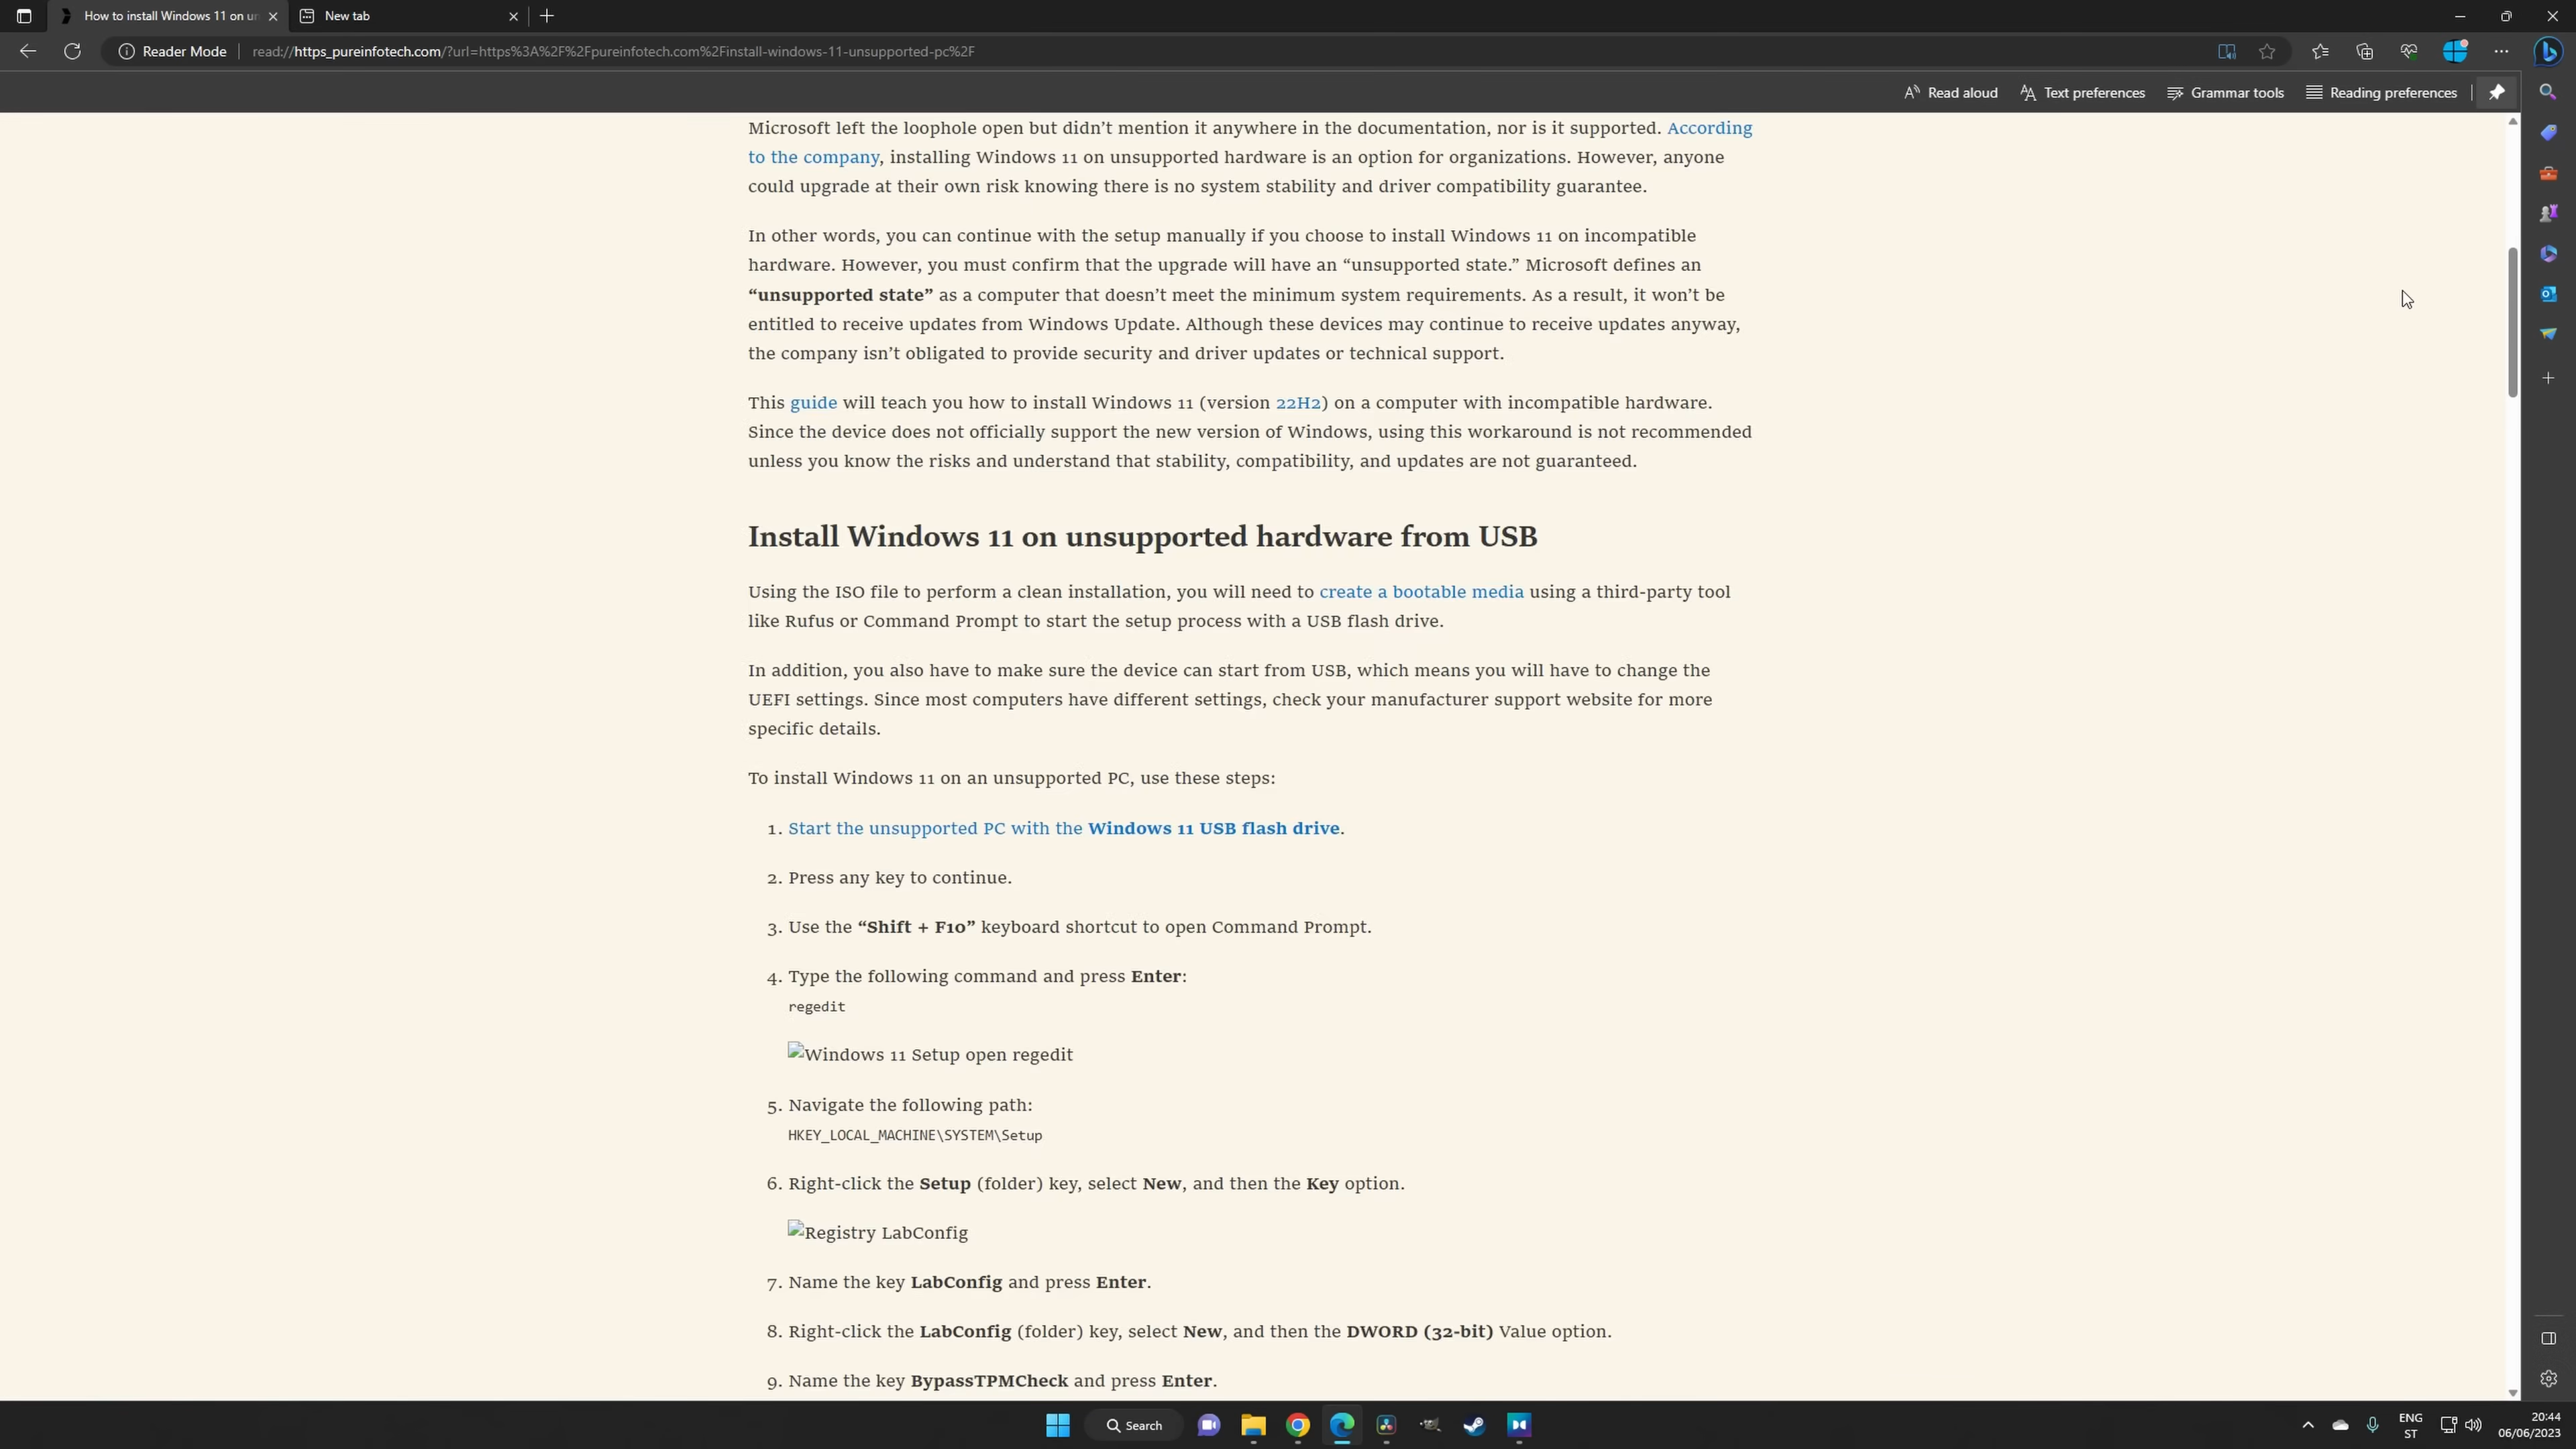 How to install Windows 11 on un
New tab
Reader Mode
read://https_pureinfotech.com/?url=https%3A%2F%2Fpureinfotech.com%2Finstall-windows-11-unsupported-pc%2F
Read aloud
Text preferences
Grammar tools
Reading preferences
Microsoft left the loophole open but didn’t mention it anywhere in the documentation, nor is it supported. According
to the company, installing Windows 11 on unsupported hardware is an option for organizations. However, anyone
could upgrade at their own risk knowing there is no system stability and driver compatibility guarantee.
In other words, you can continue with the setup manually if you choose to install Windows 11 on incompatible
hardware. However, you must confirm that the upgrade will have an “unsupported state.” Microsoft defines an
“unsupported state” as a computer that doesn’t meet the minimum system requirements. As a result, it won’t be
entitled to receive updates from Windows Update. Although these devices may continue to receive updates anyway,
the company isn’t obligated to provide security and driver updates or technical support.
This guide will teach you how to install Windows 11 (version 22H2) on a computer with incompatible hardware.
Since the device does not officially support the new version of Windows, using this workaround is not recommended
unless you know the risks and understand that stability, compatibility, and updates are not guaranteed.
Install Windows 11 on unsupported hardware from USB
Using the ISO file to perform a clean installation, you will need to create a bootable media using a third-party tool
like Rufus or Command Prompt to start the setup process with a USB flash drive.
In addition, you also have to make sure the device can start from USB, which means you will have to change the
UEFI settings. Since most computers have different settings, check your manufacturer support website for more
specific details.
To install Windows 11 on an unsupported PC, use these steps:
1. Start the unsupported PC with the Windows 11 USB flash drive.
2. Press any key to continue.
3. Use the “Shift + F10” keyboard shortcut to open Command Prompt.
4. Type the following command and press Enter:
regedit
Windows 11 Setup open regedit
5. Navigate the following path:
HKEY_LOCAL_MACHINE\SYSTEM\Setup
6. Right-click the Setup (folder) key, select New, and then the Key option.
Registry LabConfig
7. Name the key LabConfig and press Enter.
8. Right-click the LabConfig (folder) key, select New, and then the DWORD (32-bit) Value option.
9. Name the key BypassTPMCheck and press Enter.
Search
ENG
ST
20:44
06/06/2023